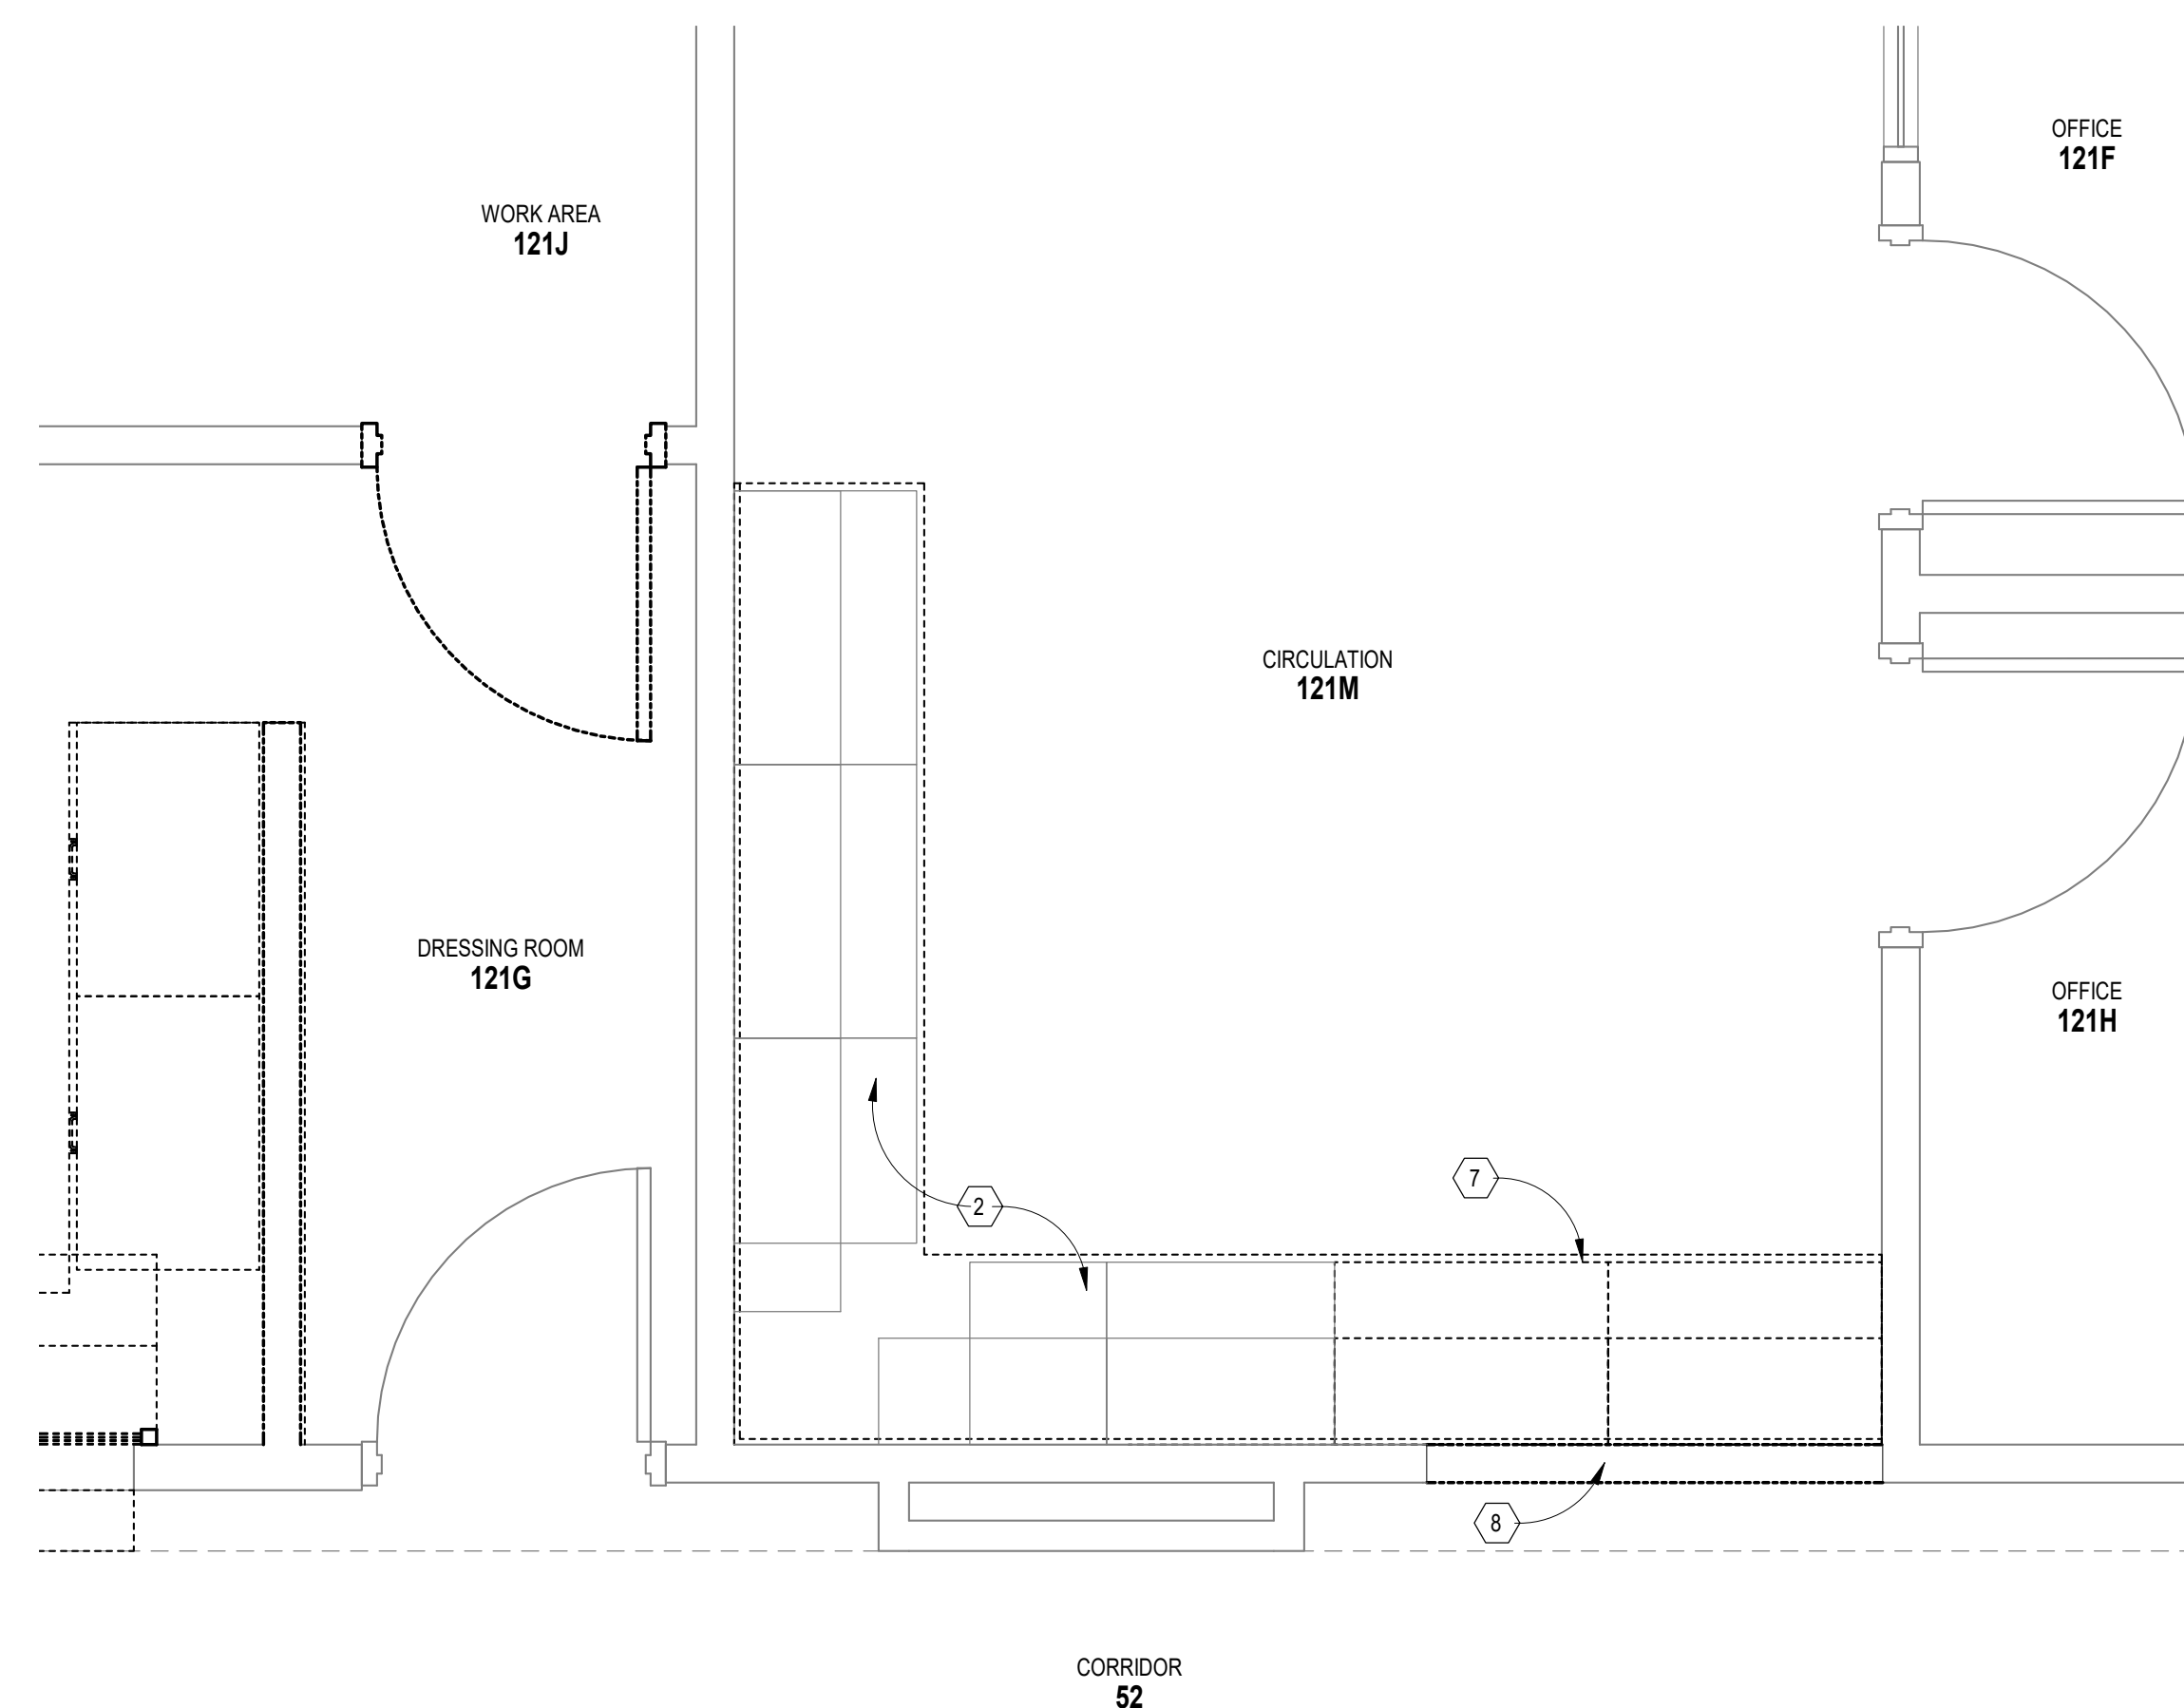 OFFICE
121F
WORK AREA
121J
CIRCULATION
121M
DRESSING ROOM
121G
OFFICE
121H
7
2
8
CORRIDOR
52